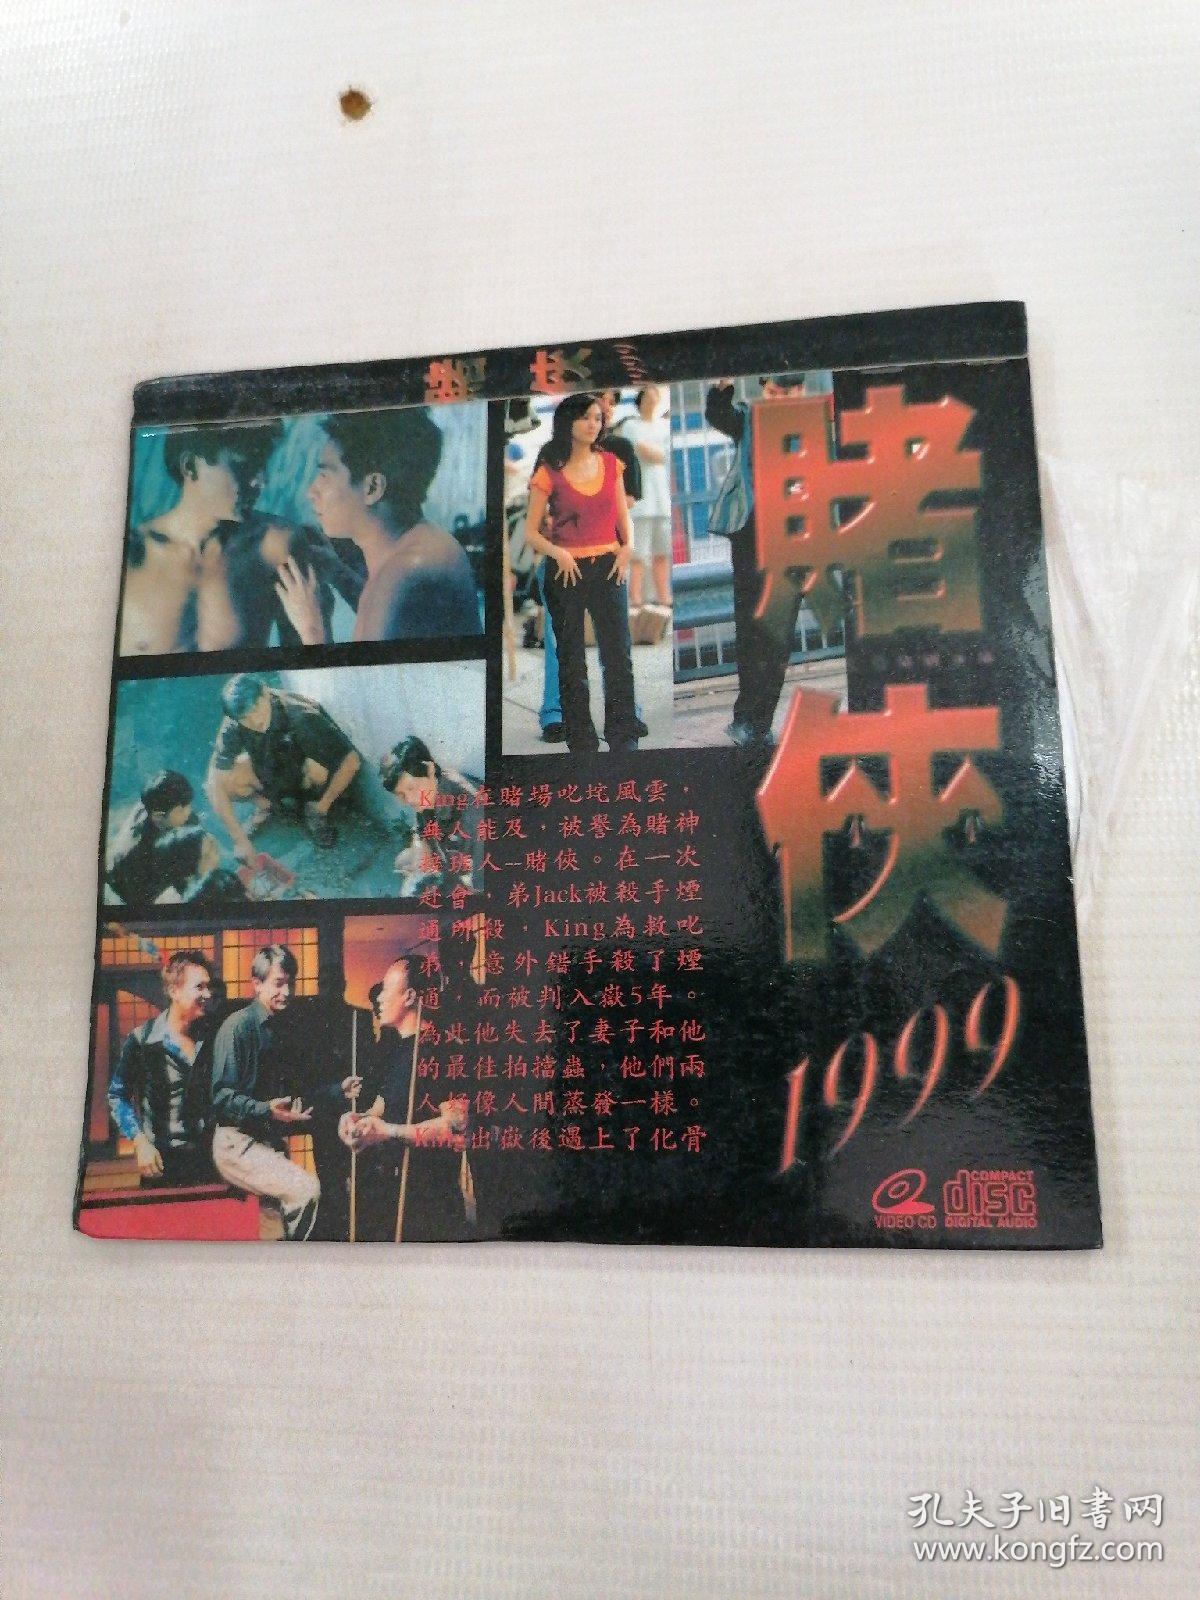 賭俠
1999
King在賭場叱垞風雲，
無人能及，被譽為賭神
接班人--賭俠。在一次
赴會，弟Jack被殺手煙
通所殺，King為救叱
弟，意外錯手殺了煙
通，而被判入獄5年。
為此他失去了妻子和他
的最佳拍擋蟲，他們兩
人好像人間蒸發一樣。
King出獄後遇上了化骨
VIDEO CD
COMPACT
disc
DIGITAL AUDIO
孔夫子旧书网
www.kongfz.com